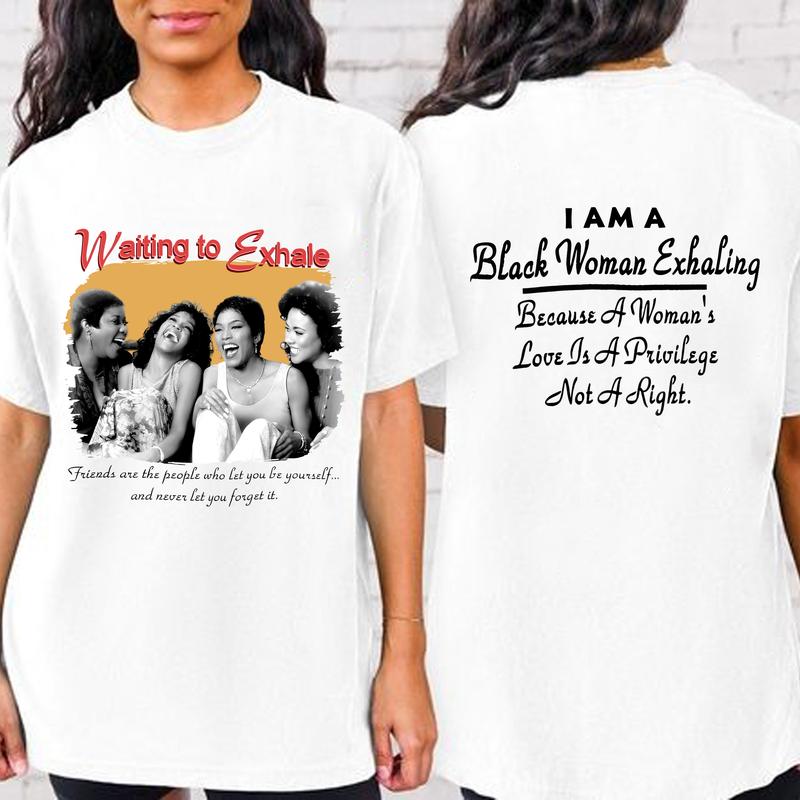 Waiting to Exhale
Friends are the people who let you be yourself...
and never let you forget it.
I AM A
Black Woman Exhaling
Because A Woman's
Love Is A Privilege
Not A Right.